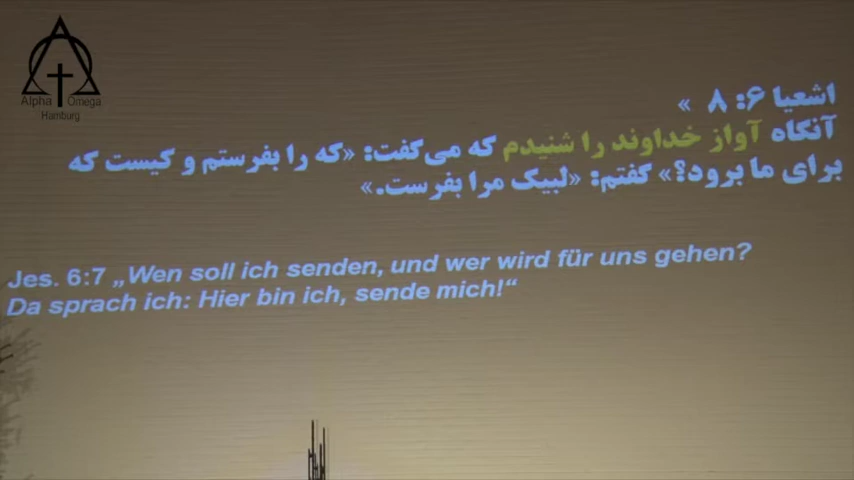 Alpha Omega
Hamburg
اشعیا ۶: ۸ »
آنگاه آواز خداوند را شنیدم که می‌گفت: «که را بفرستم و کیست که
برای ما برود؟» گفتم: «لبیک مرا بفرست.»
Jes. 6:7 „Wen soll ich senden, und wer wird für uns gehen?
Da sprach ich: Hier bin ich, sende mich!“